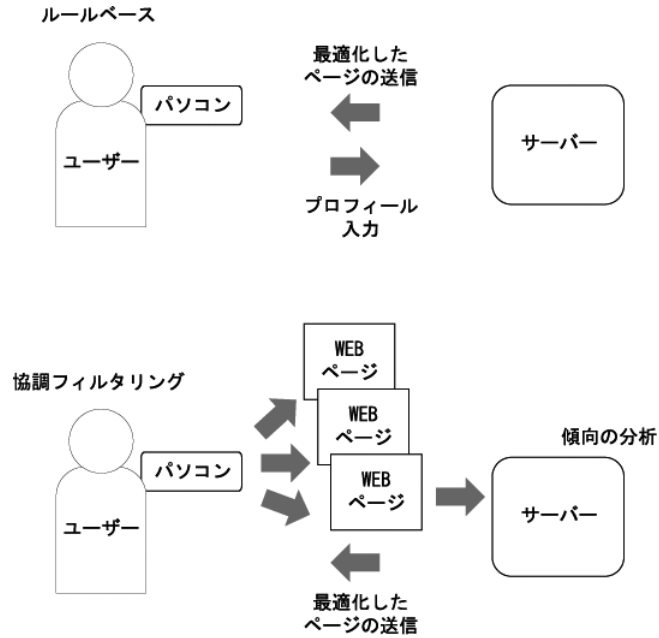 ルールベース
最適化した
ページの送信
パソコン
ユーザー
サーバー
プロフィール
入力
WEB
ページ
協調フィルタリング
WEB
ページ
傾向の分析
パソコン
WEB
ページ
ユーザー
サーバー
最適化した
ページの送信